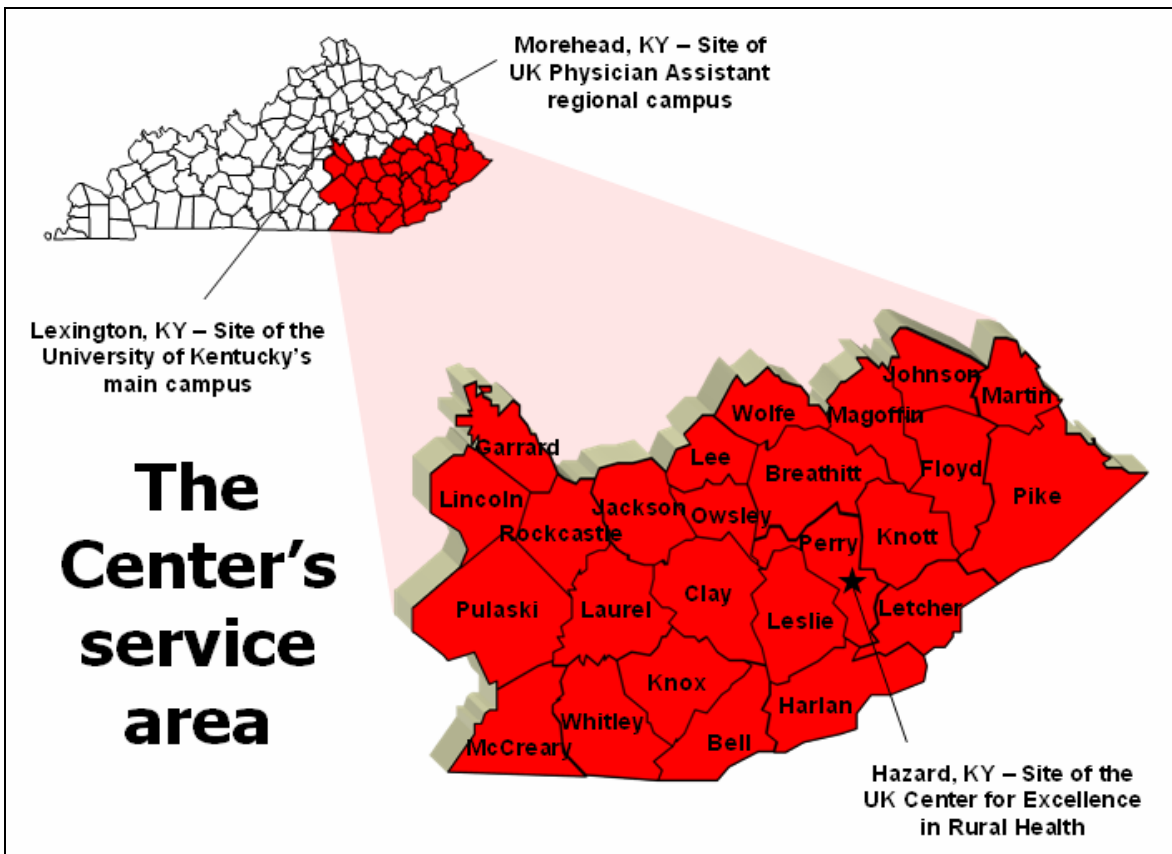 Morehead, KY – Site of
UK Physician Assistant
regional campus
Lexington, KY – Site of the
University of Kentucky's
main campus
The
Center's
service
area
Johnson
Martin
Wolfe
Magoffin
Garrard
Lee
Breathitt
Floyd
Pike
Lincoln
Jackson
Owsley
Rockcastle
Perry
Knott
Pulaski
Laurel
Clay
Leslie
Letcher
Knox
Harlan
Whitley
McCreary
Bell
Hazard, KY – Site of the
UK Center for Excellence
in Rural Health